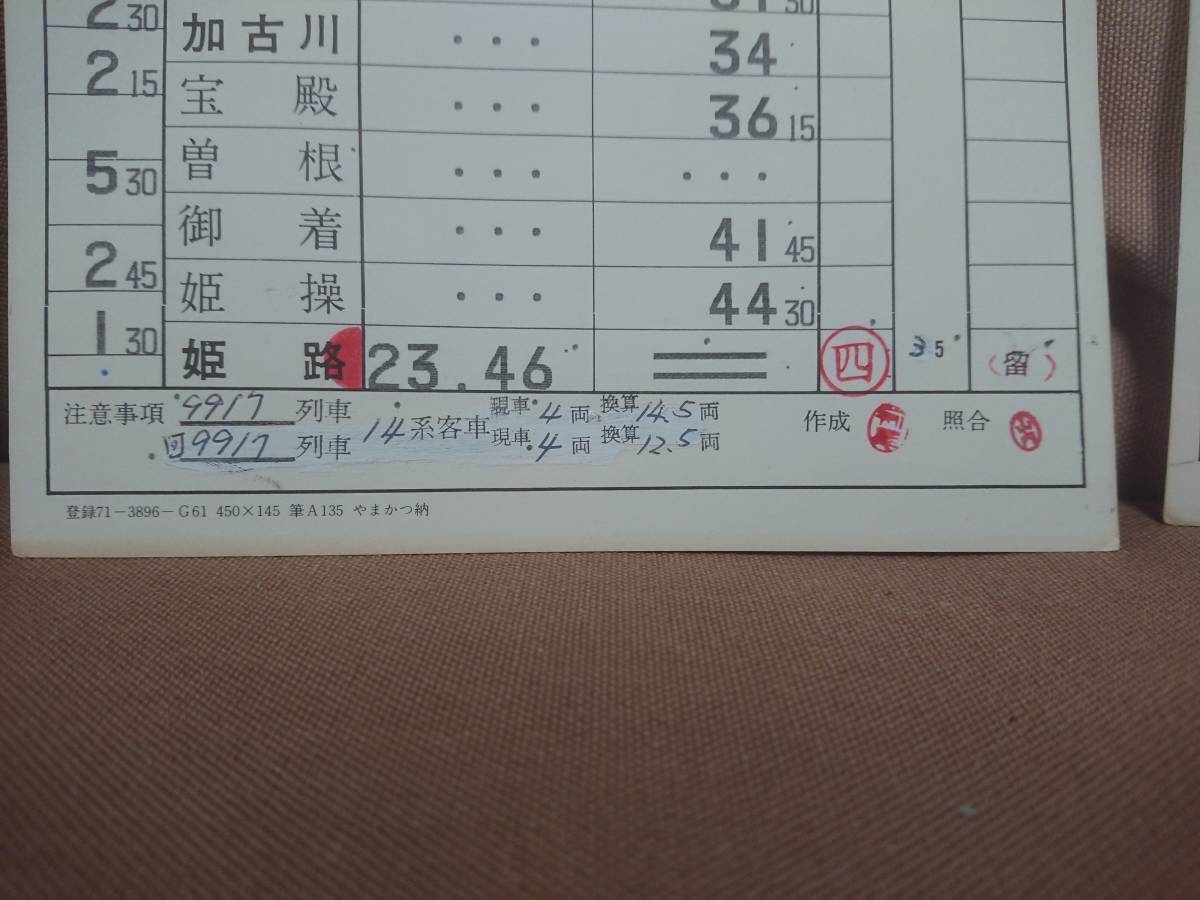 2 30
加古川 ・・・ 34
2 15
宝殿 ・・・ 36 15
曽根 ・・・ ・・・
5 30
御着 ・・・ 41 45
2 45
姫操 ・・・ 44 30
1 30
姫路 23.46 ＝ 四 35 （留）
注意事項 9917 列車 14系客車 現車 4 両 換算 14.5 両 作成 照合
回9917 列車 現車 4 両 換算 12.5 両
登録71－3896－G61 450×145 筆A135 やまかつ納